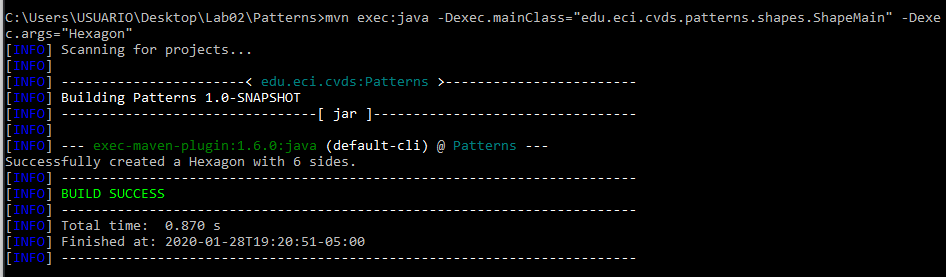 C:\Users\USUARIO\Desktop\Lab02\Patterns>mvn exec:java -Dexec.mainClass="edu.eci.cvds.patterns.shapes.ShapeMain" -Dexe
c.args="Hexagon"
[INFO] Scanning for projects...
[INFO]
[INFO] -----------------------< edu.eci.cvds:Patterns >------------------------
[INFO] Building Patterns 1.0-SNAPSHOT
[INFO] --------------------------------[ jar ]---------------------------------
[INFO]
[INFO] --- exec-maven-plugin:1.6.0:java (default-cli) @ Patterns ---
Successfully created a Hexagon with 6 sides.
[INFO] ------------------------------------------------------------------------
[INFO] BUILD SUCCESS
[INFO] ------------------------------------------------------------------------
[INFO] Total time:  0.870 s
[INFO] Finished at: 2020-01-28T19:20:51-05:00
[INFO] ------------------------------------------------------------------------